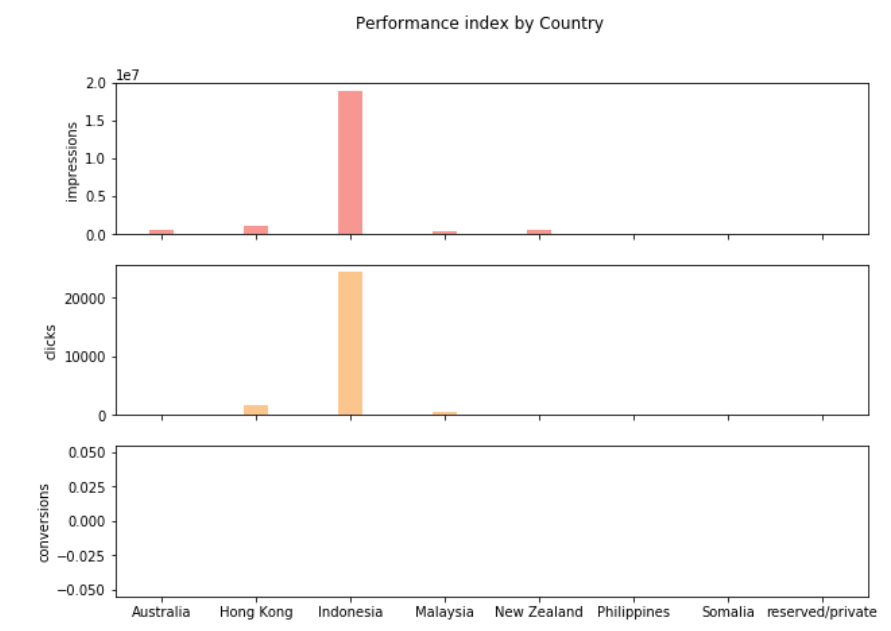 Performance index by Country
1e7
2.0
1.5
1.0
0.5
0.0
impressions
20000
10000
0
clicks
0.050
0.025
0.000
−0.025
−0.050
conversions
Australia Hong Kong Indonesia Malaysia New Zealand Philippines Somalia reserved/private